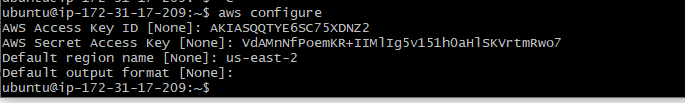 ubuntu@ip-172-31-17-209:~$ aws configure
AWS Access Key ID [None]: AKIASQQTYE6SC75XDNZ2
AWS Secret Access Key [None]: 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
Default region name [None]: us-east-2
Default output format [None]:
ubuntu@ip-172-31-17-209:~$